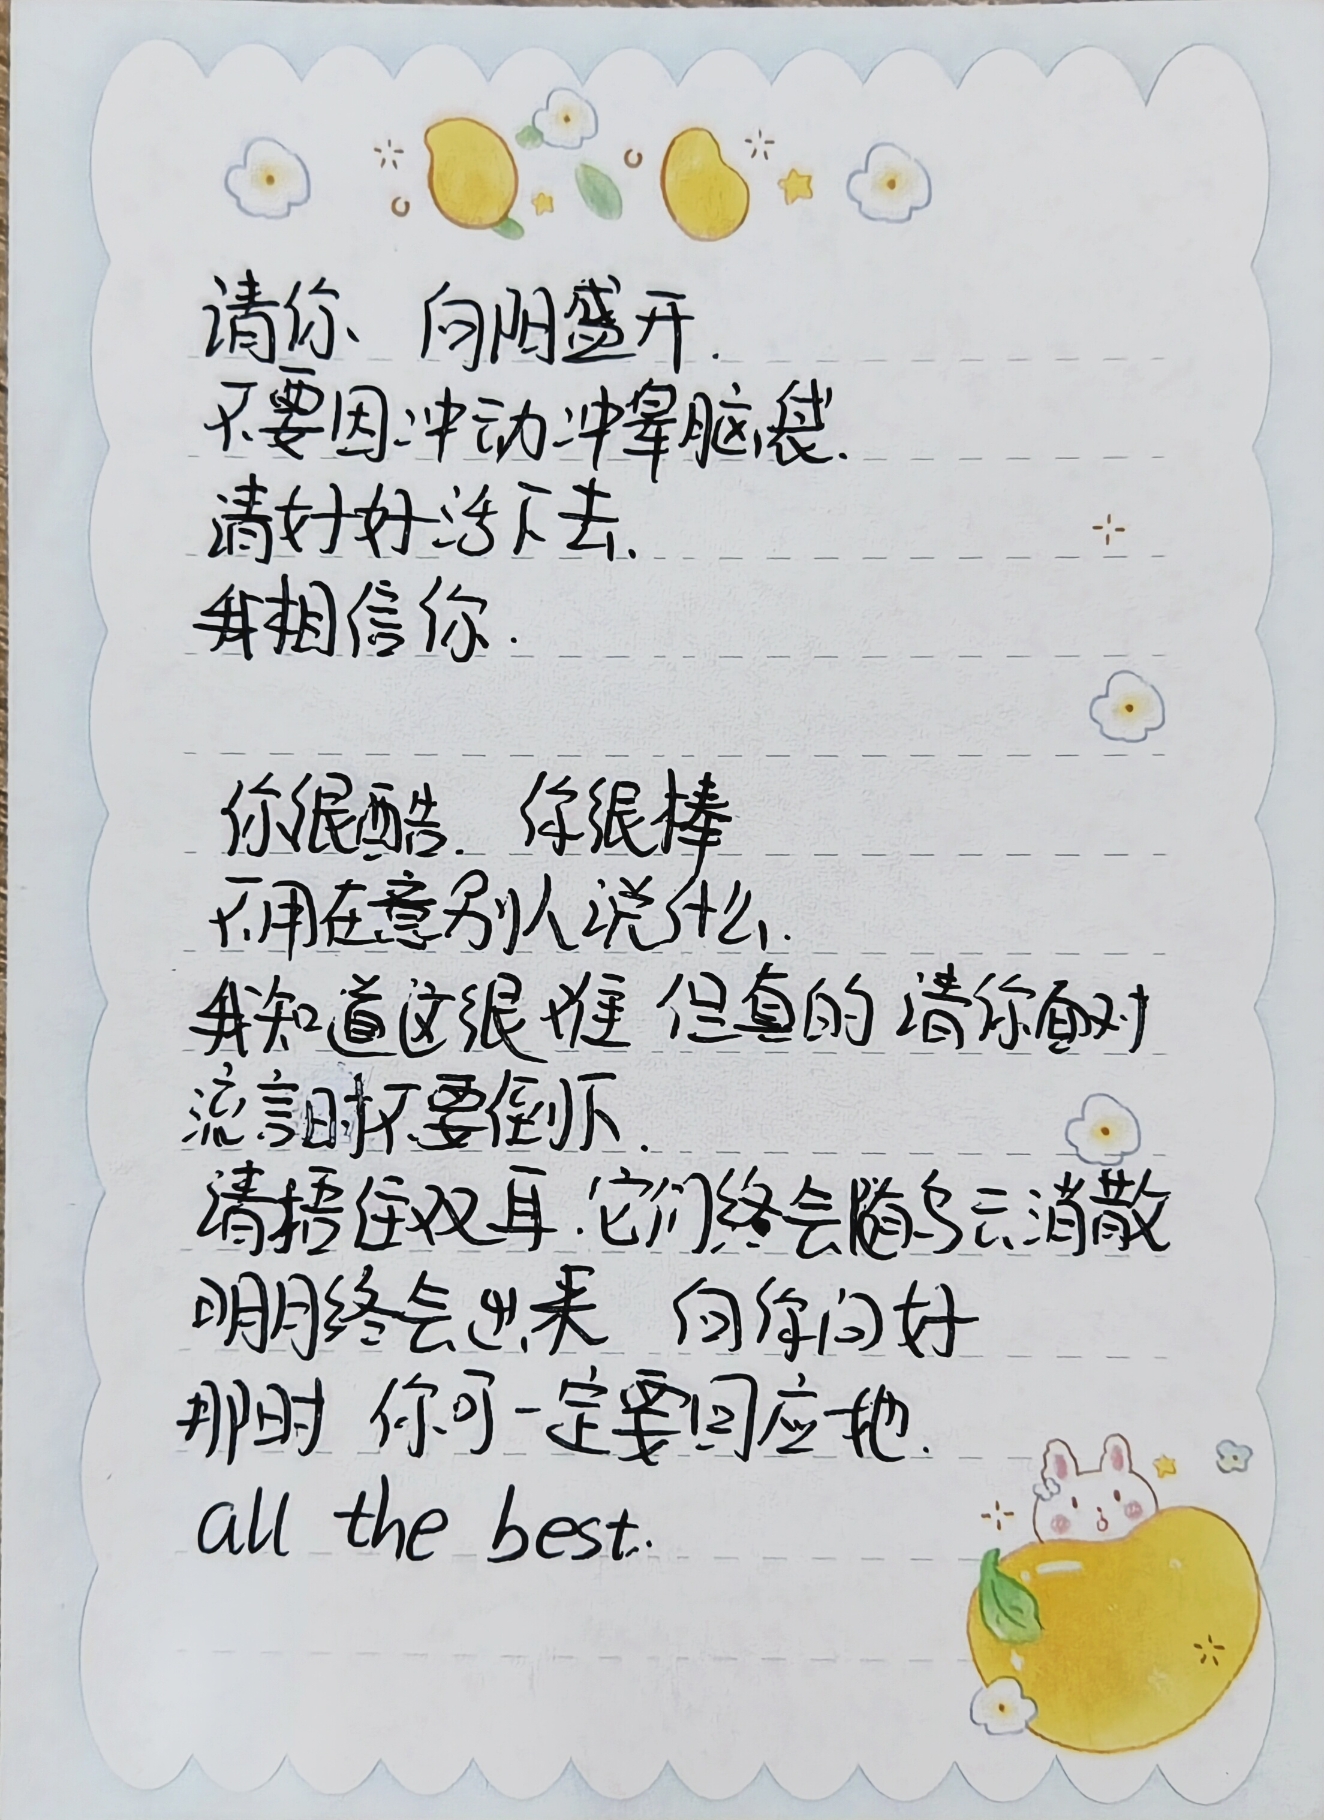 请你、向阳盛开.
不要因冲动冲晕脑袋.
请好好活下去.
我相信你.
你很酷. 你很棒
不用在意别人说什么.
我知道这很难 但真的 请你面对
流言时不要倒下.
请捂住双耳.它们终会随乌云消散
明月终会出来 向你问好
那时 你可一定要回应她.
all the best.